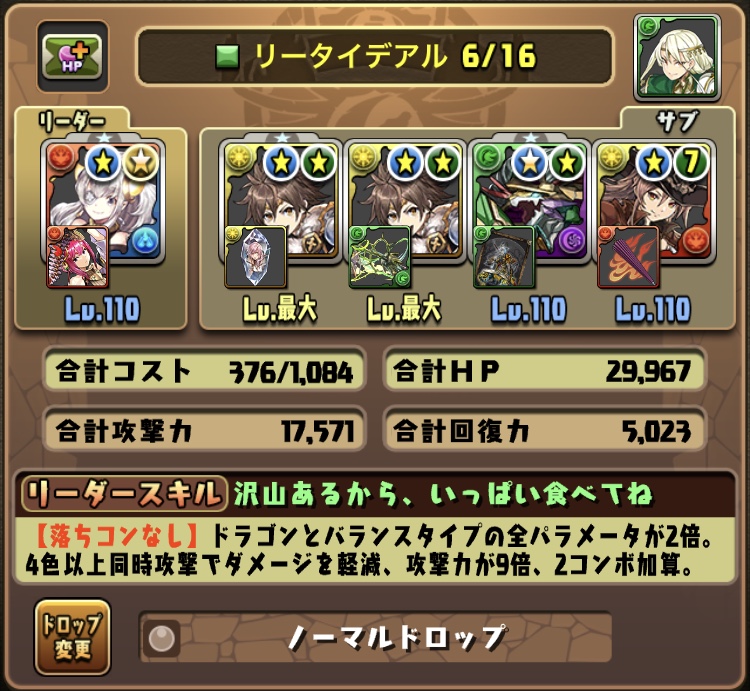 HP
リータイデアル 6/16
リーダー
サブ
7
Lv.110
Lv.最大
Lv.最大
Lv.110
Lv.110
合計コスト 376/1,084
合計HP 29,967
合計攻撃力 17,571
合計回復力 5,023
リーダースキル 沢山あるから、いっぱい食べてね
【落ちコンなし】ドラゴンとバランスタイプの全パラメータが2倍。
4色以上同時攻撃でダメージを軽減、攻撃力が9倍、2コンボ加算。
ドロップ
変更
ノーマルドロップ